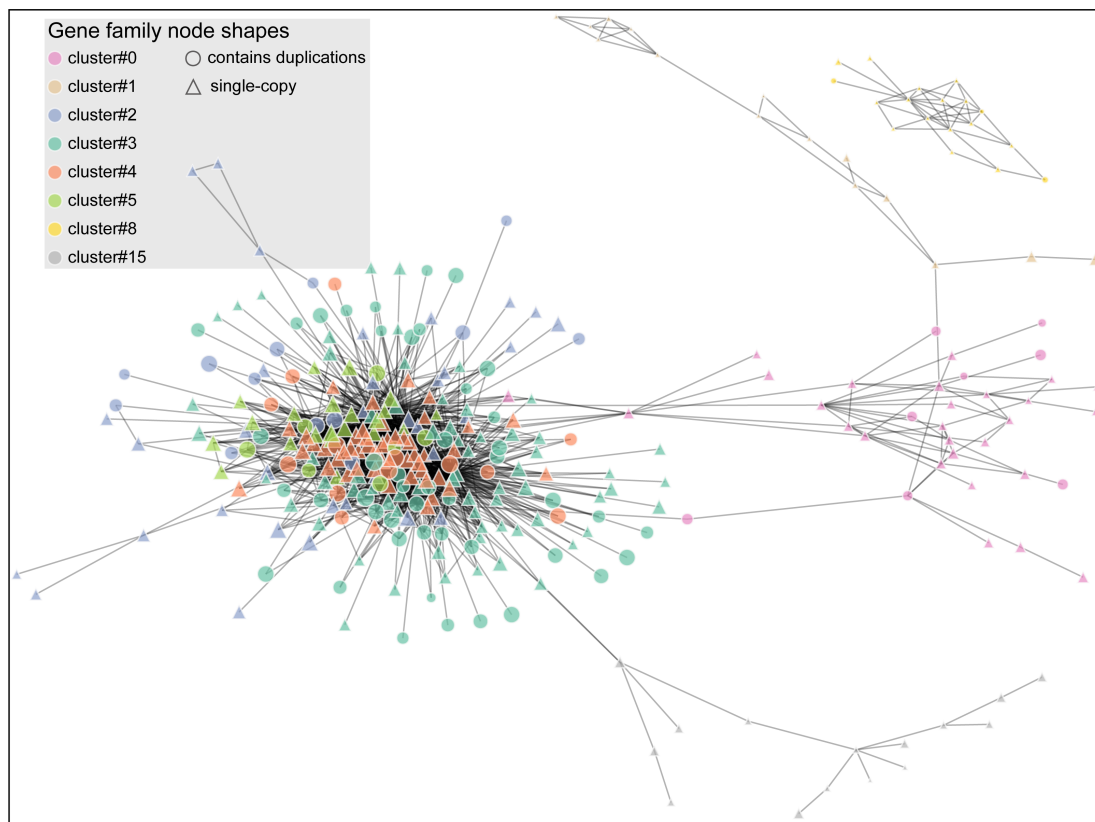 Gene family node shapes
cluster#0
contains duplications
cluster#1
single-copy
cluster#2
cluster#3
cluster#4
cluster#5
cluster#8
cluster#15